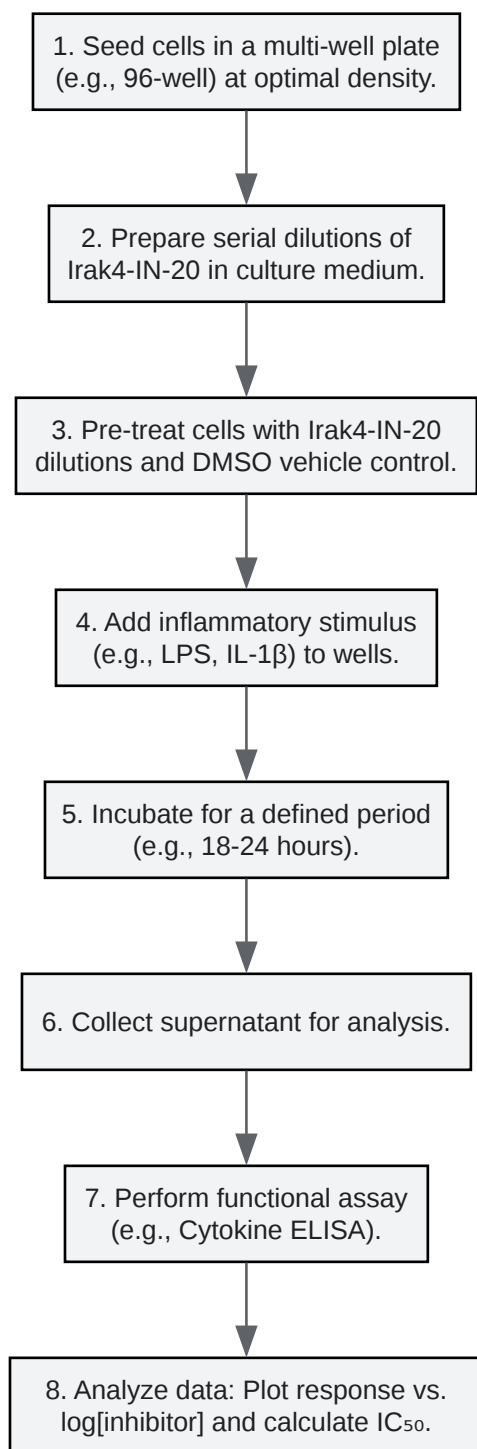 1. Seed cells in a multi-well plate
(e.g., 96-well) at optimal density.
2. Prepare serial dilutions of
Irak4-IN-20 in culture medium.
3. Pre-treat cells with Irak4-IN-20
dilutions and DMSO vehicle control.
4. Add inflammatory stimulus
(e.g., LPS, IL-1β) to wells.
5. Incubate for a defined period
(e.g., 18-24 hours).
6. Collect supernatant for analysis.
7. Perform functional assay
(e.g., Cytokine ELISA).
8. Analyze data: Plot response vs.
log[inhibitor] and calculate IC₅₀.